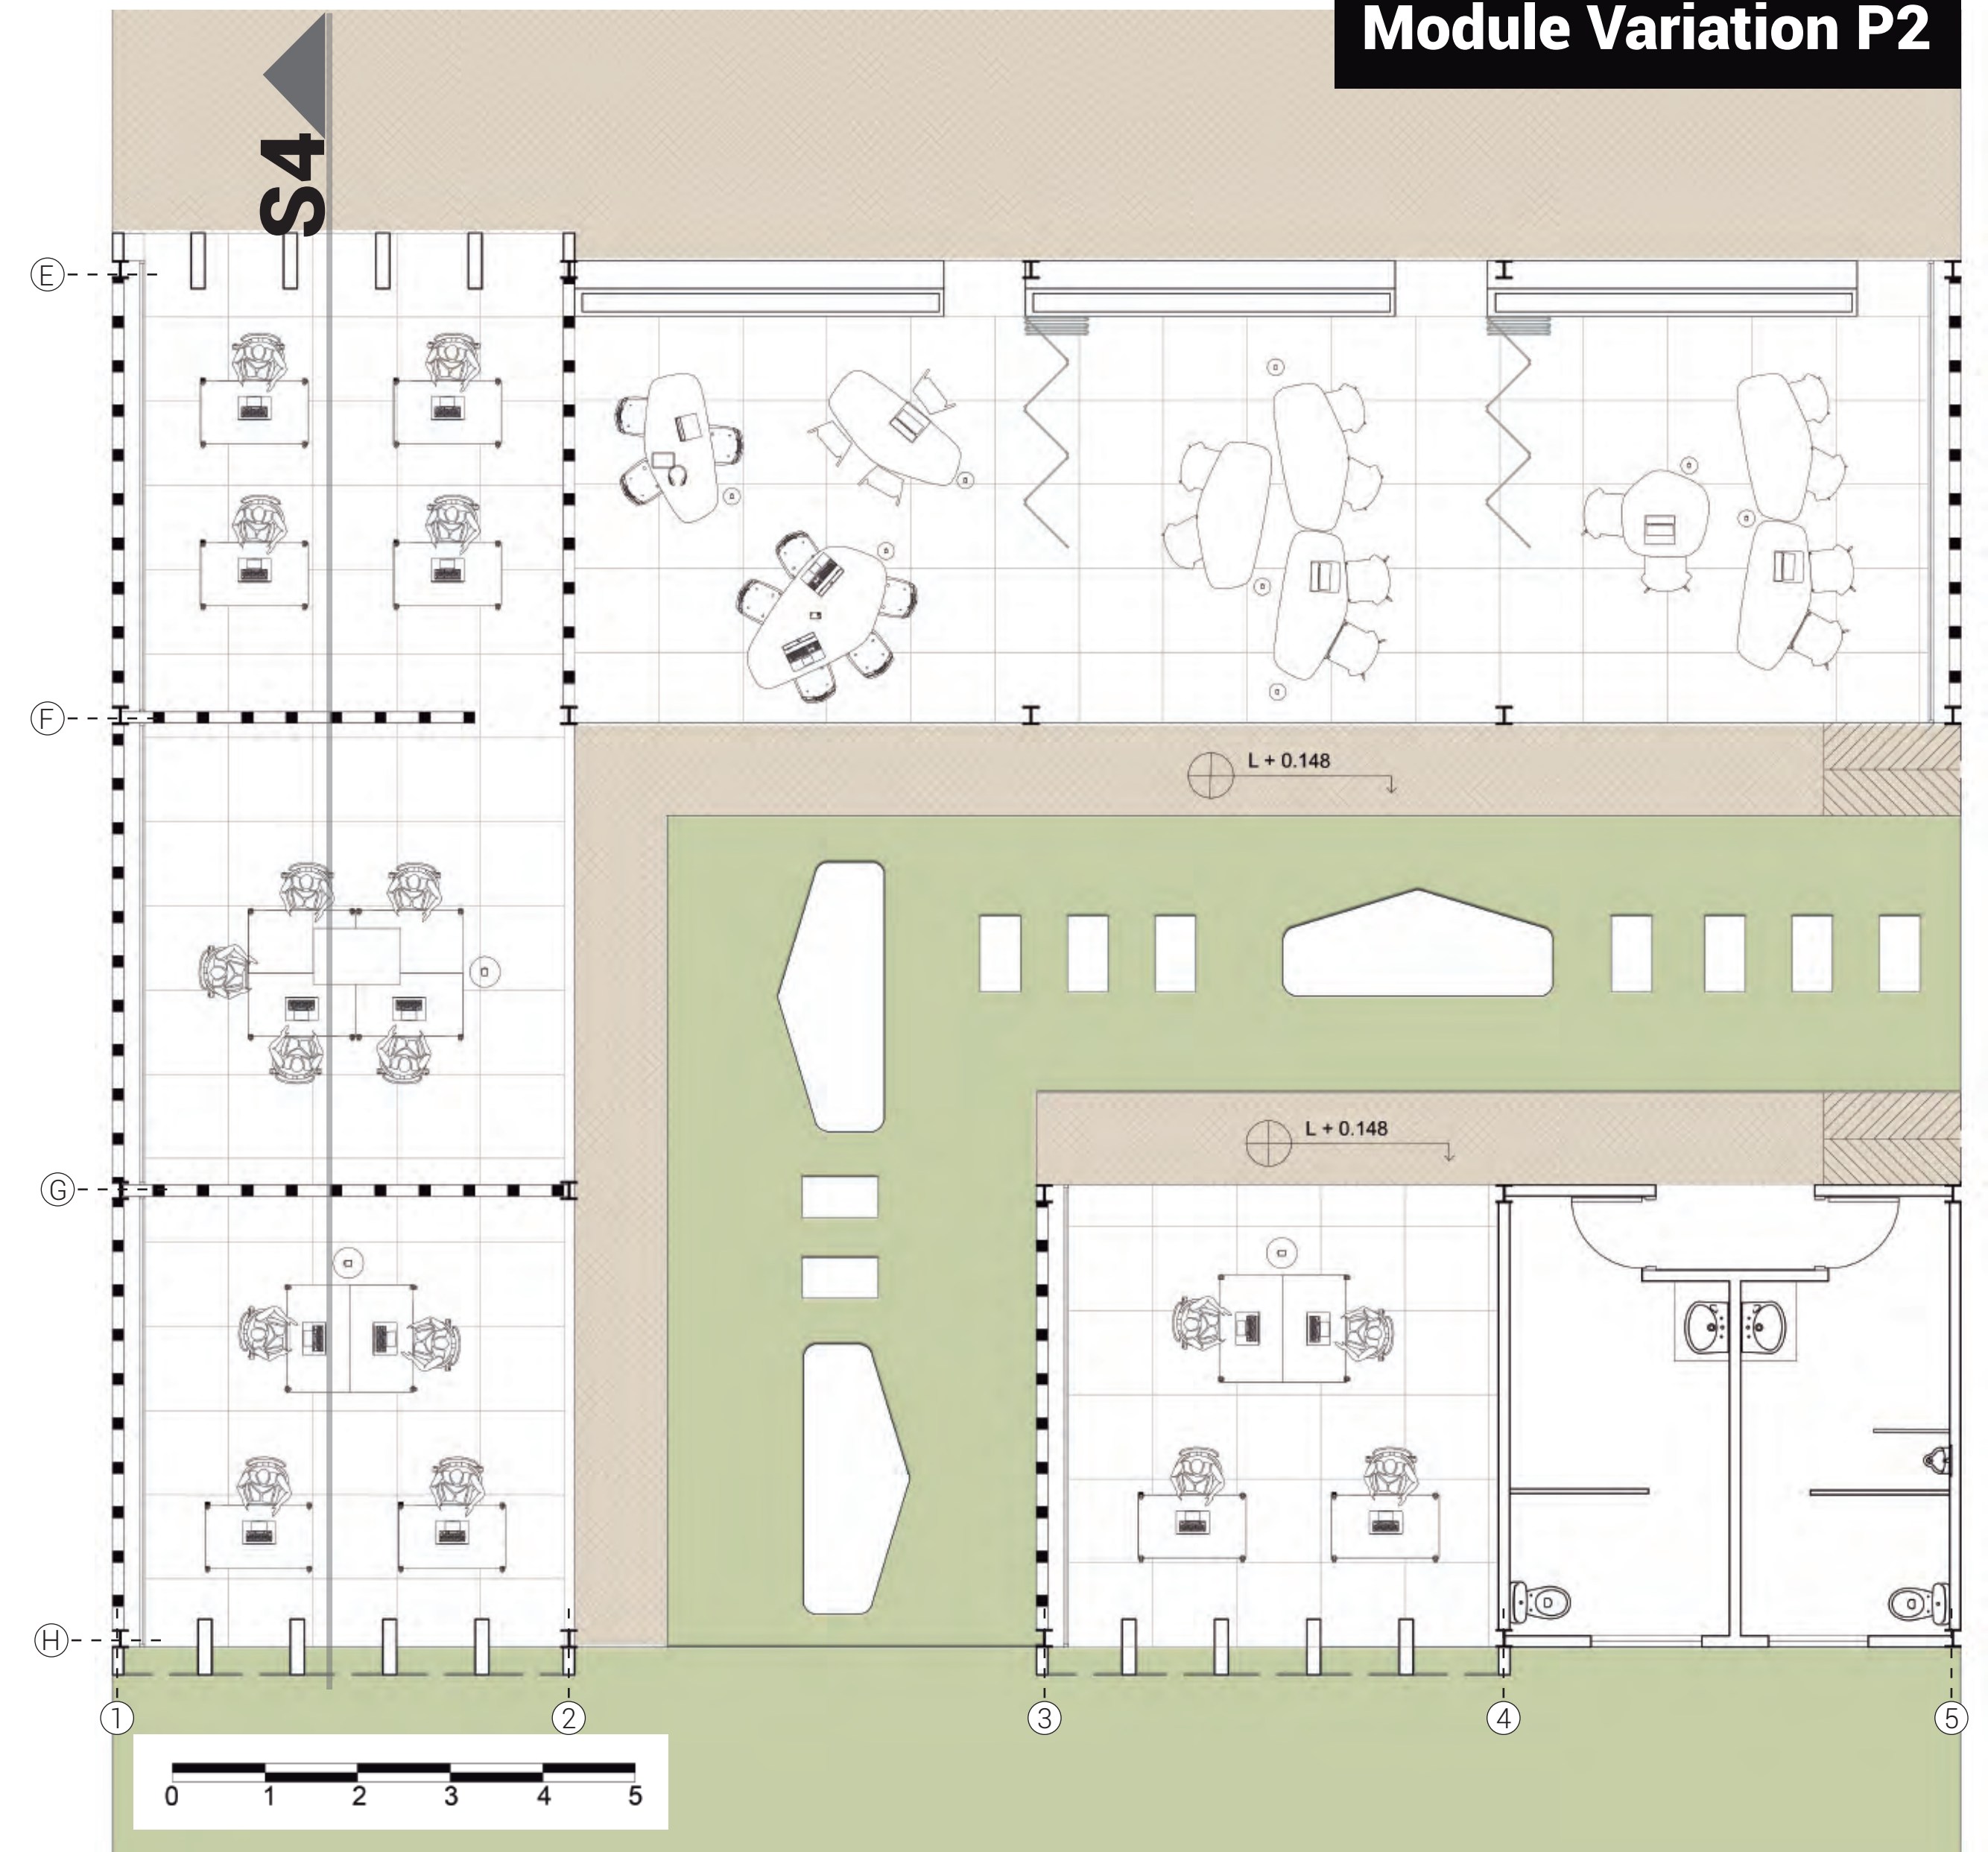 Module Variation P2
S4
E
F
L + 0.148
L + 0.148
G
H
1 2 3 4 5
0 1 2 3 4 5